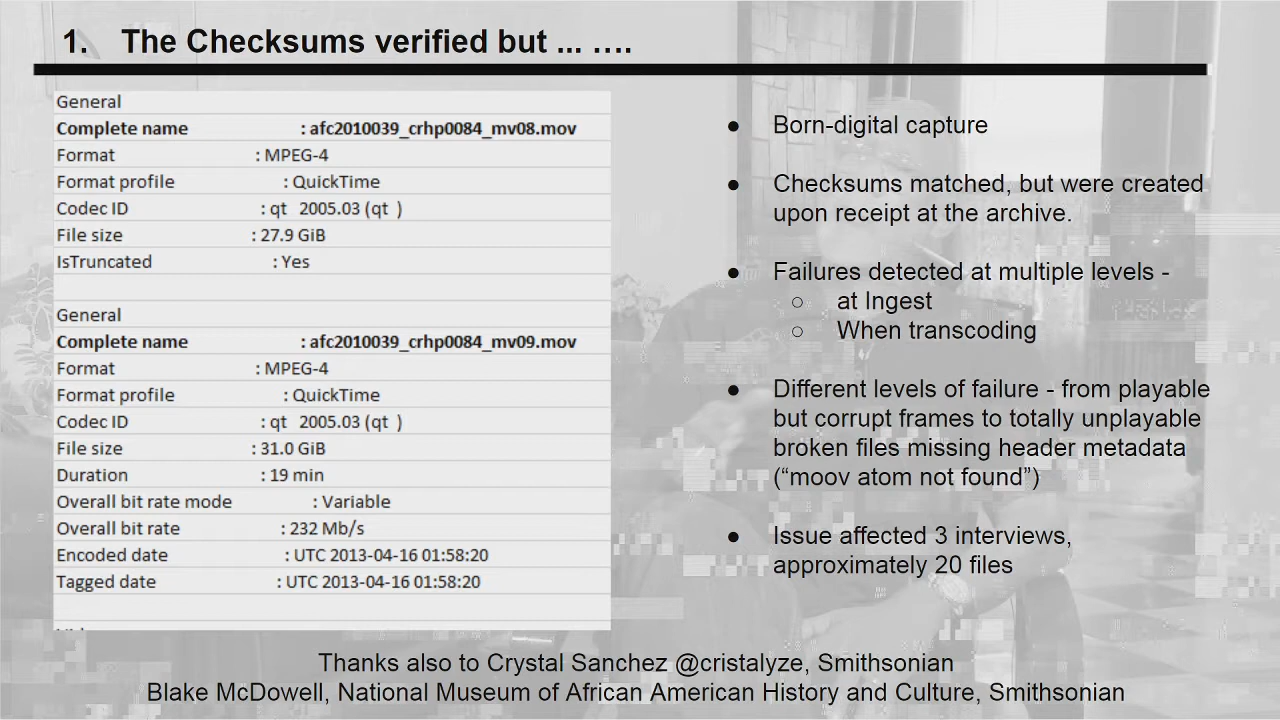 1. The Checksums verified but ... ....
General
Complete name : afc2010039_crhp0084_mv08.mov
Format : MPEG-4
Format profile : QuickTime
Codec ID : qt 2005.03 (qt )
File size : 27.9 GiB
IsTruncated : Yes
General
Complete name : afc2010039_crhp0084_mv09.mov
Format : MPEG-4
Format profile : QuickTime
Codec ID : qt 2005.03 (qt )
File size : 31.0 GiB
Duration : 19 min
Overall bit rate mode : Variable
Overall bit rate : 232 Mb/s
Encoded date : UTC 2013-04-16 01:58:20
Tagged date : UTC 2013-04-16 01:58:20
● Born-digital capture
● Checksums matched, but were created
upon receipt at the archive.
● Failures detected at multiple levels -
○ at Ingest
○ When transcoding
● Different levels of failure - from playable
but corrupt frames to totally unplayable
broken files missing header metadata
(“moov atom not found”)
● Issue affected 3 interviews,
approximately 20 files
Thanks also to Crystal Sanchez @cristalyze, Smithsonian
Blake McDowell, National Museum of African American History and Culture, Smithsonian